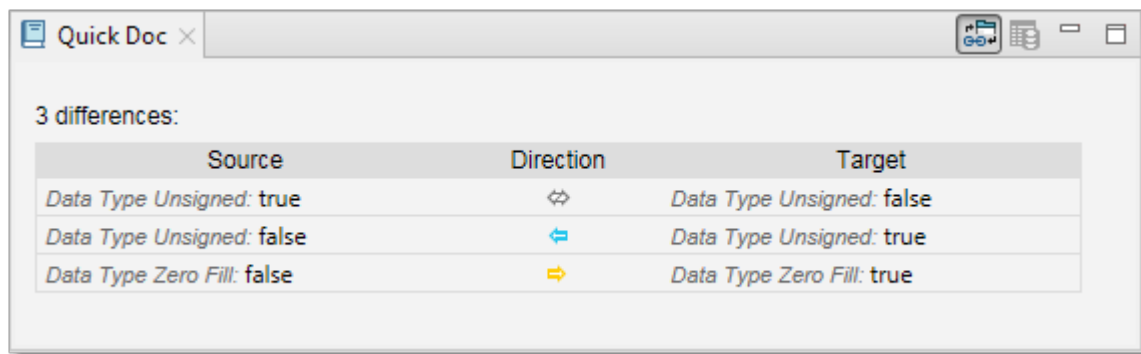 Quick Doc
3 differences:
Source Direction Target
Data Type Unsigned: true Data Type Unsigned: false
Data Type Unsigned: false Data Type Unsigned: true
Data Type Zero Fill: false Data Type Zero Fill: true